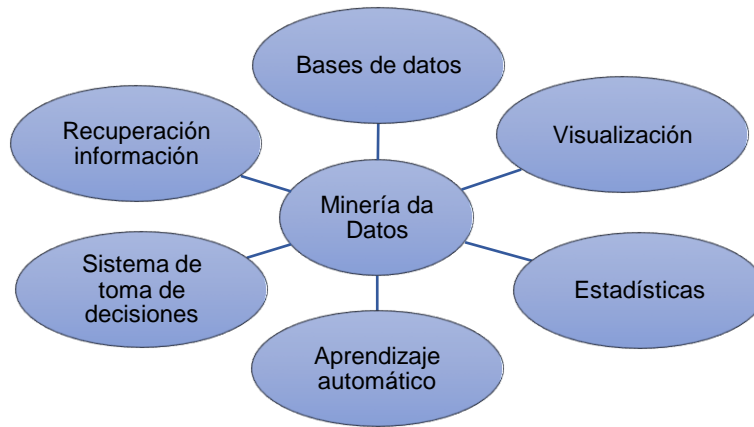 Bases de datos
Recuperación
información
Visualización
Minería da
Datos
Sistema de
toma de
decisiones
Estadísticas
Aprendizaje
automático